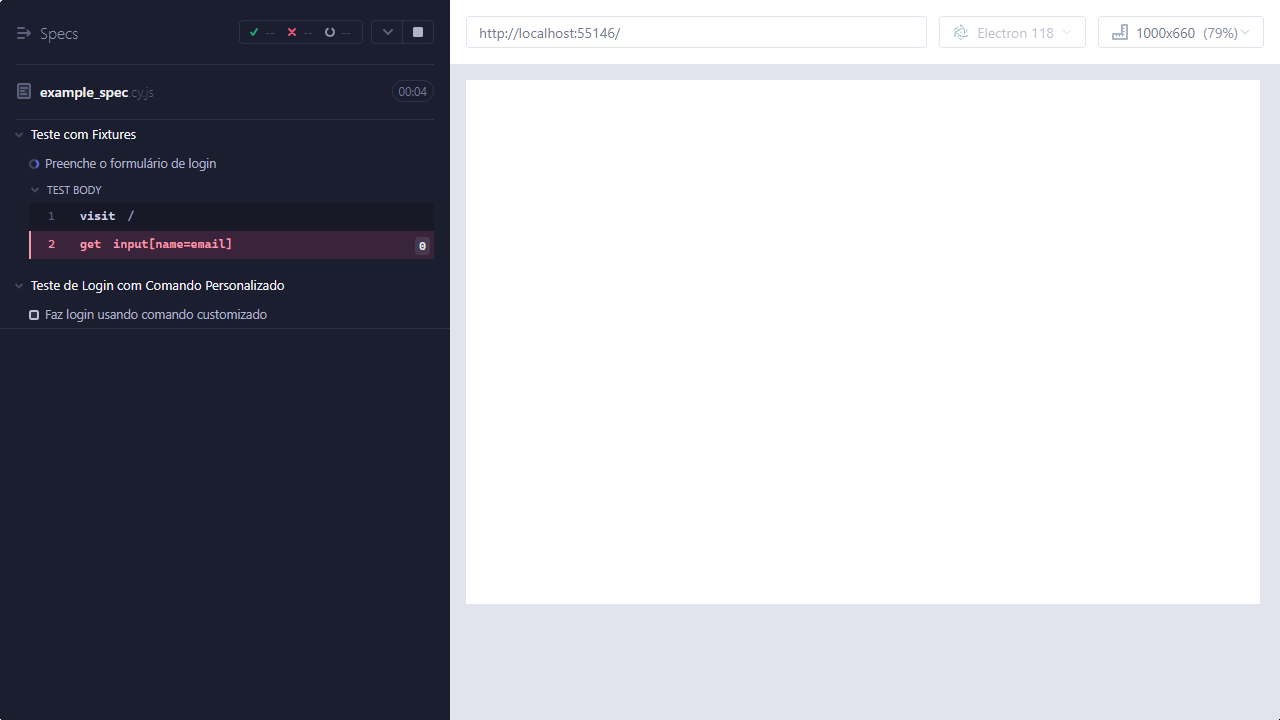 Specs
--
--
--
http://localhost:55146/
Electron 118
1000x660 (79%)
example_spec.cy.js
00:04
Teste com Fixtures
Preenche o formulário de login
TEST BODY
1 visit /
2 get input[name=email] 0
Teste de Login com Comando Personalizado
Faz login usando comando customizado